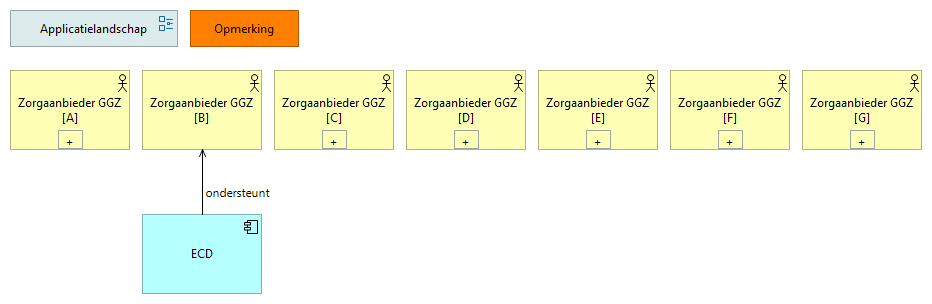 Applicatielandschap
Opmerking
Zorgaanbieder GGZ
[A]
+
Zorgaanbieder GGZ
[B]
Zorgaanbieder GGZ
[C]
+
Zorgaanbieder GGZ
[D]
+
Zorgaanbieder GGZ
[E]
+
Zorgaanbieder GGZ
[F]
+
Zorgaanbieder GGZ
[G]
+
ondersteunt
ECD